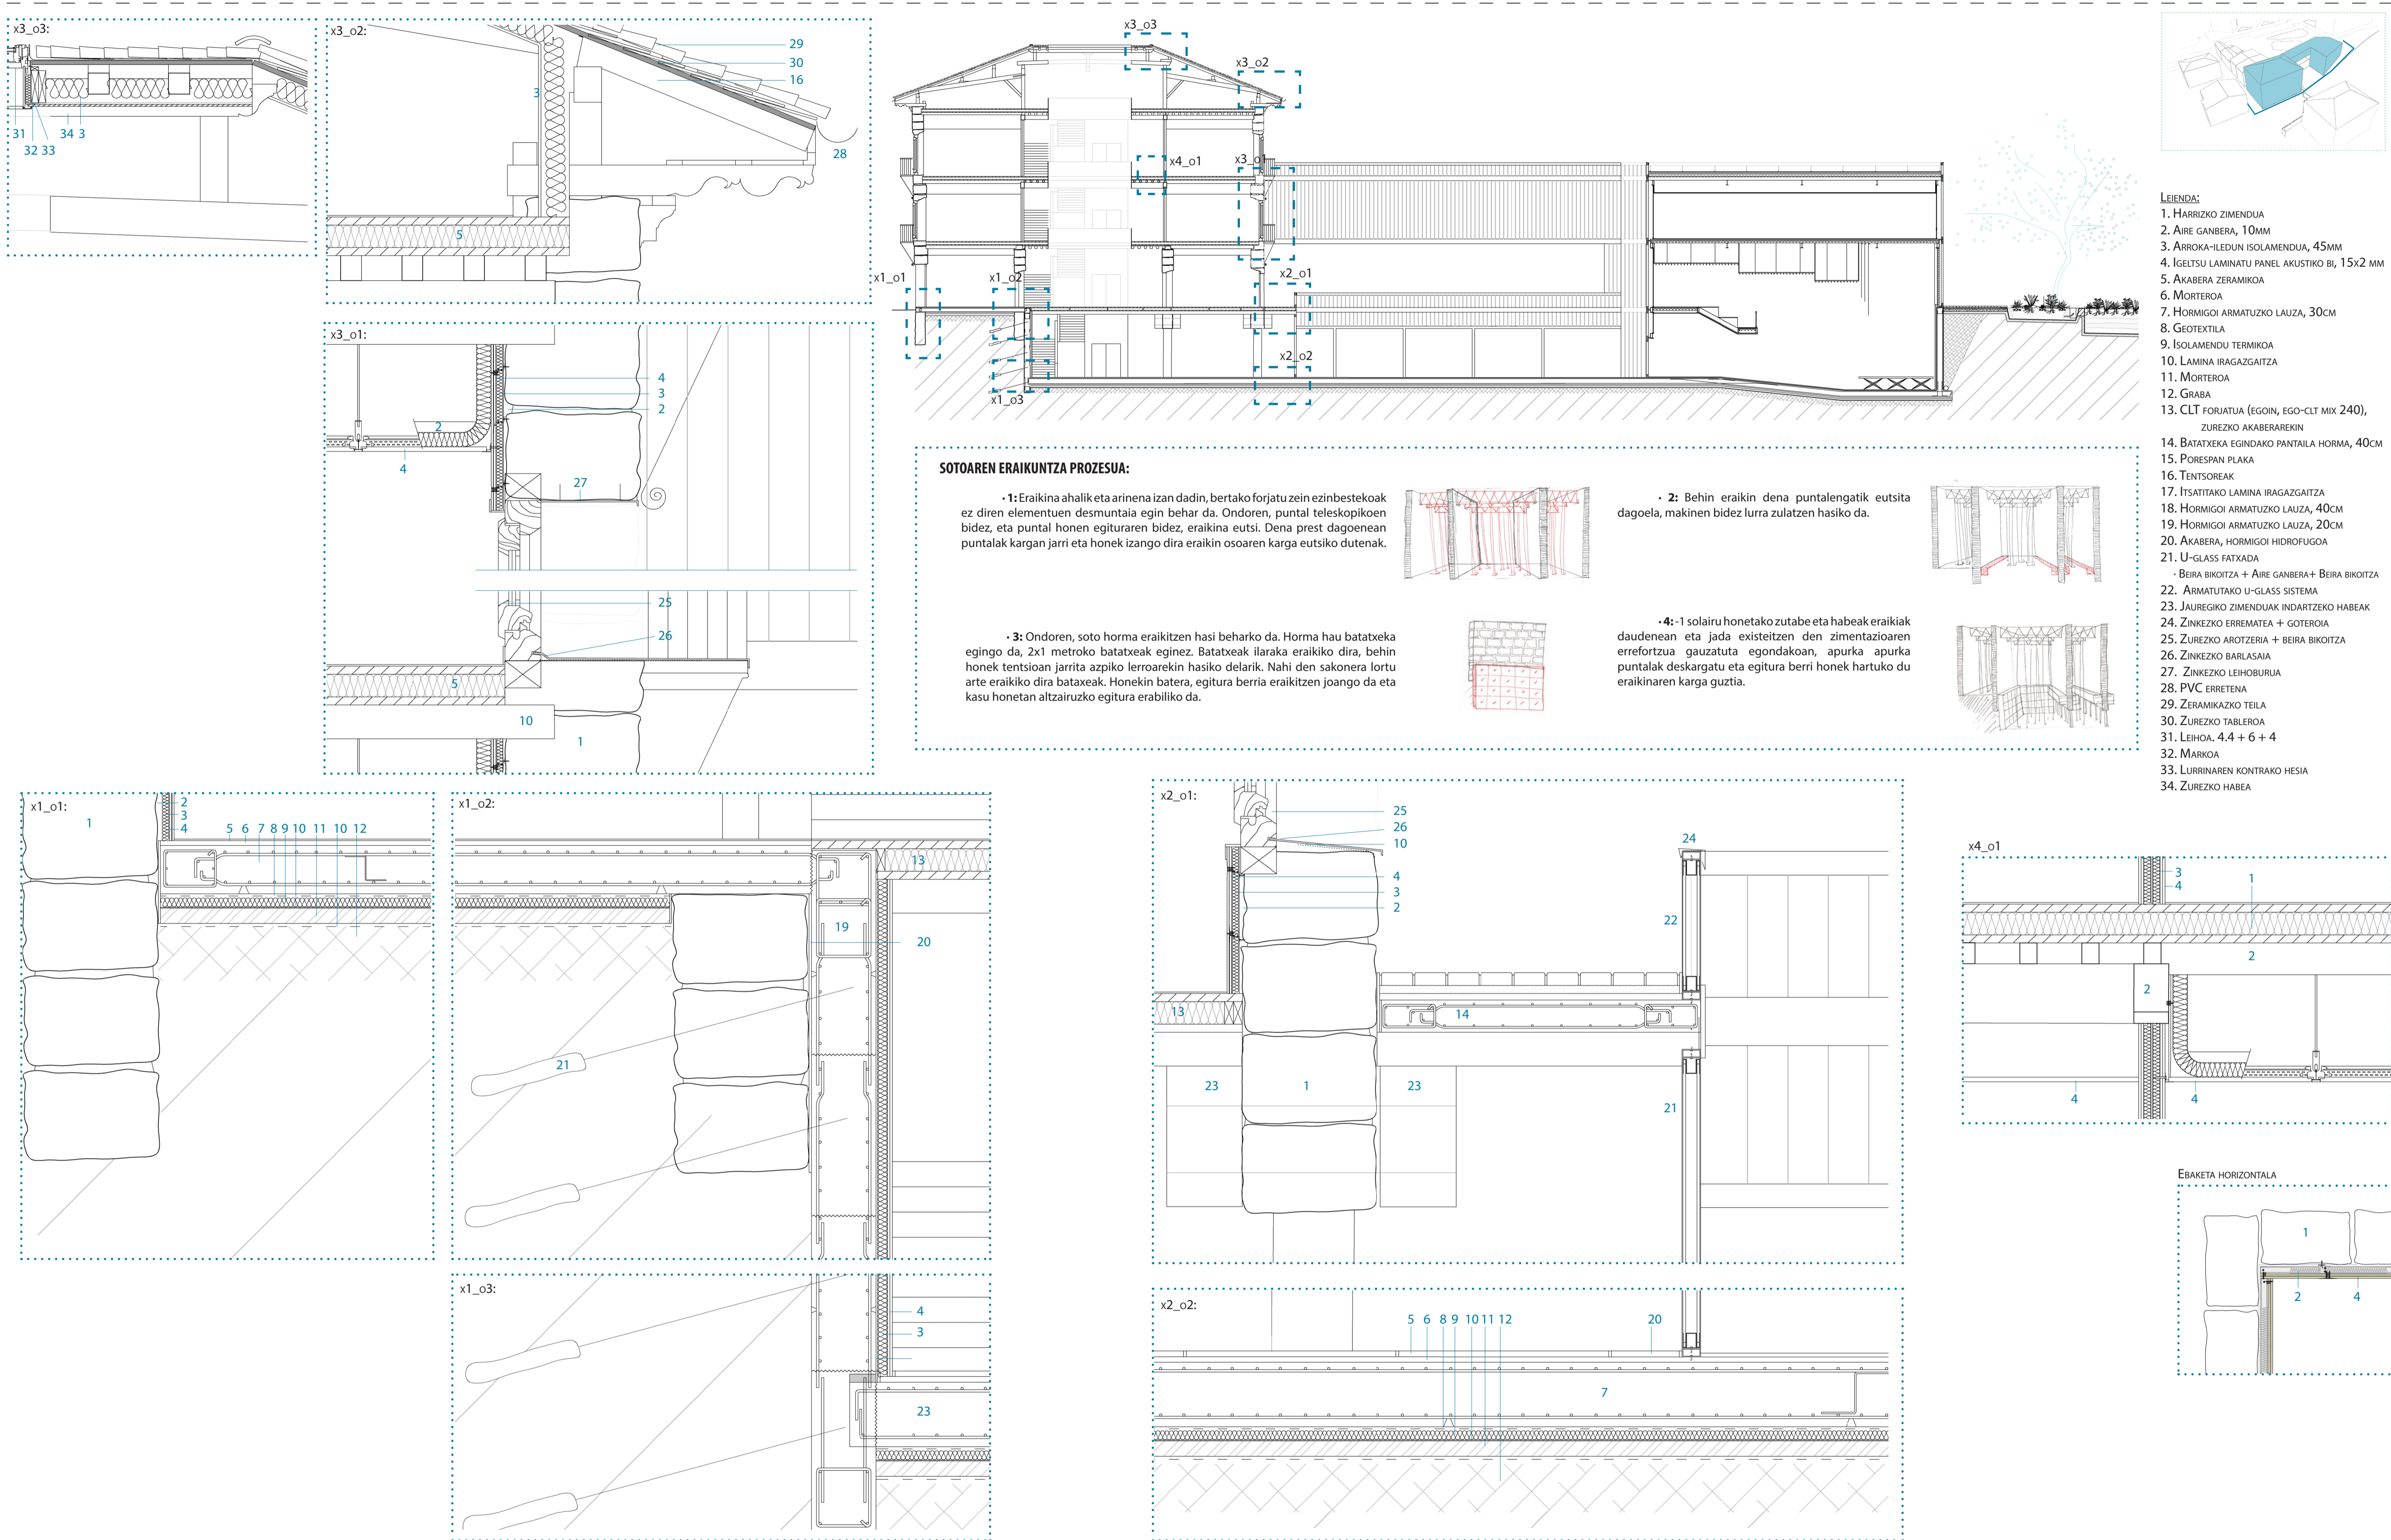 x3_o3:
31
34 3
32 33
x3_o2:
29
30
16
3
28
5
x3_o3
x3_o2
x4_o1
x3_o1
x1_o1
x1_o2
x2_o1
x2_o2
x1_o3
x3_o1:
4
3
2
2
4
27
25
26
5
10
1
SOTOAREN ERAIKUNTZA PROZESUA:
· 1: Eraikina ahalik eta arinena izan dadin, bertako forjatu zein ezinbestekoak
ez diren elementuen desmuntaia egin behar da. Ondoren, puntal teleskopikoen
bidez, eta puntal honen egituraren bidez, eraikina eutsi. Dena prest dagoenean
puntalak kargan jarri eta honek izango dira eraikin osoaren karga eutsiko dutenak.
· 2: Behin eraikin dena puntalengatik eutsita
dagoela, makinen bidez lurra zulatzen hasiko da.
· 3: Ondoren, soto horma eraikitzen hasi beharko da. Horma hau batatxeka
egingo da, 2x1 metroko batatxeak eginez. Batatxeak ilaraka eraikiko dira, behin
honek tentsioan jarrita azpiko lerroarekin hasiko delarik. Nahi den sakonera lortu
arte eraikiko dira bataxeak. Honekin batera, egitura berria eraikitzen joango da eta
kasu honetan altzairuzko egitura erabiliko da.
· 4: -1 solairu honetako zutabe eta habeak eraikiak
daudenean eta jada existeitzen den zimentazioaren
errefortzua gauzatuta egondakoan, apurka apurka
puntalak deskargatu eta egitura berri honek hartuko du
eraikinaren karga guztia.
Leienda:
1. Harrizko zimendua
2. Aire ganbera, 10mm
3. Arroka-iledun isolamendua, 45mm
4. Igeltsu laminatu panel akustiko bi, 15x2 mm
5. Akabera zeramikoa
6. Morteroa
7. Hormigoi armatuzko lauza, 30cm
8. Geotextila
9. Isolamendu termikoa
10. Lamina iragazgaitza
11. Morteroa
12. Graba
13. CLT forjatua (egoin, ego-clt mix 240),
zurezko akaberarekin
14. Batatxeka egindako pantaila horma, 40cm
15. Porespan plaka
16. Tentsoreak
17. Itsatitako lamina iragazgaitza
18. Hormigoi armatuzko lauza, 40cm
19. Hormigoi armatuzko lauza, 20cm
20. Akabera, hormigoi hidrofugoa
21. U-glass fatxada
· Beira bikoitza + Aire ganbera+ Beira bikoitza
22. Armatutako u-glass sistema
23. Jauregiko zimenduak indartzeko habeak
24. Zinkezko errematea + goteroia
25. Zurezko arotzeria + beira bikoitza
26. Zinkezko barlasaia
27. Zinkezko leihoburua
28. PVC erretena
29. Zeramikazko teila
30. Zurezko tableroa
31. Leihoa. 4.4 + 6 + 4
32. Markoa
33. Lurrinaren kontrako hesia
34. Zurezko habea
x1_o1:
1
2
3
4
5 6 7 8 9 10 11 10 12
x1_o2:
13
19
20
21
x1_o3:
4
3
23
x2_o1:
25
26
10
4
3
2
24
22
13
14
23
1
23
21
x2_o2:
5 6 8 9 10 11 12
20
7
x4_o1
3
4
1
2
2
4
4
Ebaketa horizontala
1
2
4